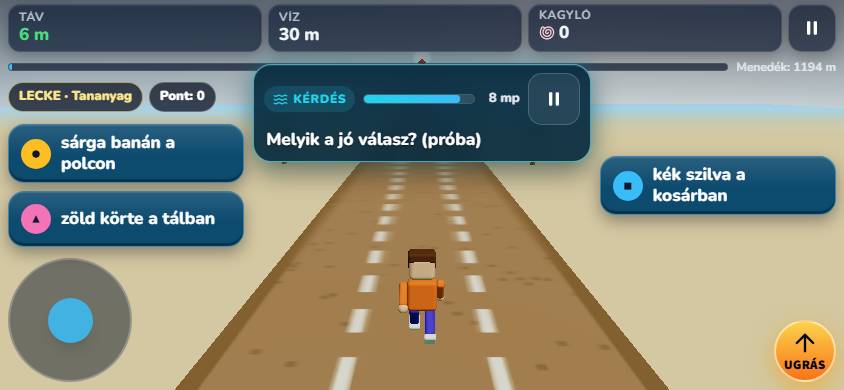 TÁV
6 m
VÍZ
30 m
KAGYLÓ
0
Menedék: 1194 m
LECKE · Tananyag
Pont: 0
KÉRDÉS
8 mp
Melyik a jó válasz? (próba)
sárga banán a
polcon
zöld körte a tálban
kék szilva a
kosárban
UGRÁS